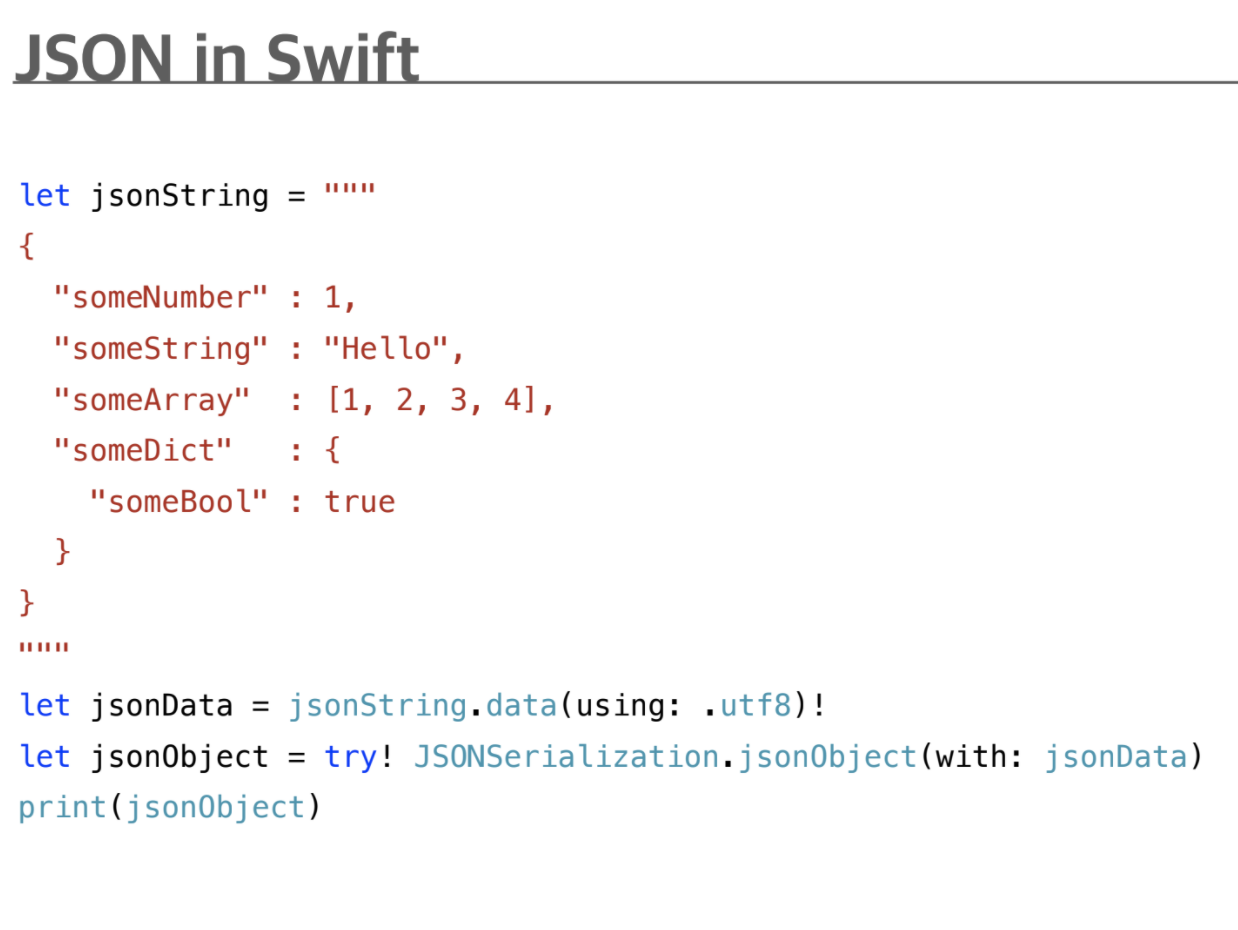 JSON in Swift
let jsonString = """
{
  "someNumber" : 1,
  "someString" : "Hello",
  "someArray"  : [1, 2, 3, 4],
  "someDict"   : {
    "someBool" : true
  }
}
"""
let jsonData = jsonString.data(using: .utf8)!
let jsonObject = try! JSONSerialization.jsonObject(with: jsonData)
print(jsonObject)